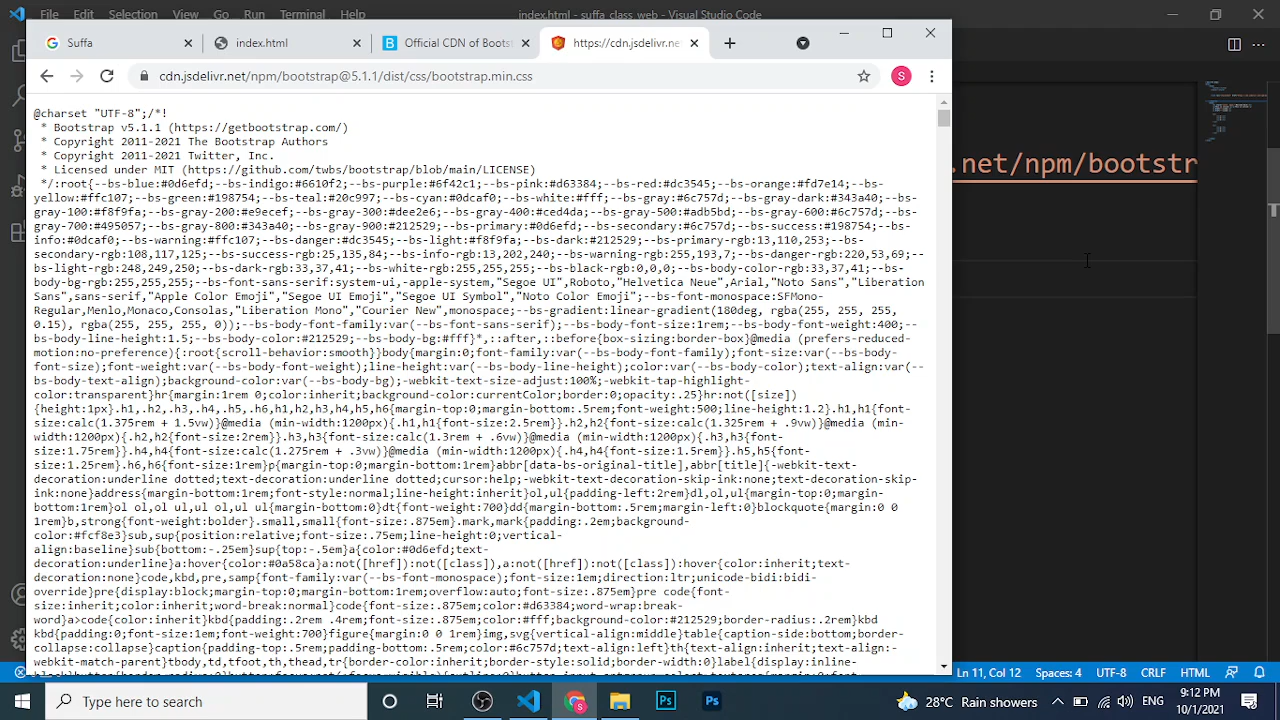 File Edit Selection View Go Run Terminal Help index.html - suffa_class_web - Visual Studio Code
Suffa index.html Official CDN of Boots https://cdn.jsdelivr.ne
cdn.jsdelivr.net/npm/bootstrap@5.1.1/dist/css/bootstrap.min.css S
@charset "UTF-8";/*!
* Bootstrap v5.1.1 (https://getbootstrap.com/)
* Copyright 2011-2021 The Bootstrap Authors
* Copyright 2011-2021 Twitter, Inc.
.net/npm/bootstr
* Licensed under MIT (https://github.com/twbs/bootstrap/blob/main/LICENSE)
*/:root{--bs-blue:#0d6efd;--bs-indigo:#6610f2;--bs-purple:#6f42c1;--bs-pink:#d63384;--bs-red:#dc3545;--bs-orange:#fd7e14;--bs-
yellow:#ffc107;--bs-green:#198754;--bs-teal:#20c997;--bs-cyan:#0dcaf0;--bs-white:#fff;--bs-gray:#6c757d;--bs-gray-dark:#343a40;--bs-
gray-100:#f8f9fa;--bs-gray-200:#e9ecef;--bs-gray-300:#dee2e6;--bs-gray-400:#ced4da;--bs-gray-500:#adb5bd;--bs-gray-600:#6c757d;--bs-
gray-700:#495057;--bs-gray-800:#343a40;--bs-gray-900:#212529;--bs-primary:#0d6efd;--bs-secondary:#6c757d;--bs-success:#198754;--bs-
info:#0dcaf0;--bs-warning:#ffc107;--bs-danger:#dc3545;--bs-light:#f8f9fa;--bs-dark:#212529;--bs-primary-rgb:13,110,253;--bs-
secondary-rgb:108,117,125;--bs-success-rgb:25,135,84;--bs-info-rgb:13,202,240;--bs-warning-rgb:255,193,7;--bs-danger-rgb:220,53,69;--
bs-light-rgb:248,249,250;--bs-dark-rgb:33,37,41;--bs-white-rgb:255,255,255;--bs-black-rgb:0,0,0;--bs-body-color-rgb:33,37,41;--bs-
body-bg-rgb:255,255,255;--bs-font-sans-serif:system-ui,-apple-system,"Segoe UI",Roboto,"Helvetica Neue",Arial,"Noto Sans","Liberation
Sans",sans-serif,"Apple Color Emoji","Segoe UI Emoji","Segoe UI Symbol","Noto Color Emoji";--bs-font-monospace:SFMono-
Regular,Menlo,Monaco,Consolas,"Liberation Mono","Courier New",monospace;--bs-gradient:linear-gradient(180deg, rgba(255, 255, 255,
0.15), rgba(255, 255, 255, 0));--bs-body-font-family:var(--bs-font-sans-serif);--bs-body-font-size:1rem;--bs-body-font-weight:400;--
bs-body-line-height:1.5;--bs-body-color:#212529;--bs-body-bg:#fff}*,::after,::before{box-sizing:border-box}@media (prefers-reduced-
motion:no-preference){:root{scroll-behavior:smooth}}body{margin:0;font-family:var(--bs-body-font-family);font-size:var(--bs-body-
font-size);font-weight:var(--bs-body-font-weight);line-height:var(--bs-body-line-height);color:var(--bs-body-color);text-align:var(--
bs-body-text-align);background-color:var(--bs-body-bg);-webkit-text-size-adjust:100%;-webkit-tap-highlight-
color:transparent}hr{margin:1rem 0;color:inherit;background-color:currentColor;border:0;opacity:.25}hr:not([size])
{height:1px}.h1,.h2,.h3,.h4,.h5,.h6,h1,h2,h3,h4,h5,h6{margin-top:0;margin-bottom:.5rem;font-weight:500;line-height:1.2}.h1,h1{font-
size:calc(1.375rem + 1.5vw)}@media (min-width:1200px){.h1,h1{font-size:2.5rem}}.h2,h2{font-size:calc(1.325rem + .9vw)}@media (min-
width:1200px){.h2,h2{font-size:2rem}}.h3,h3{font-size:calc(1.3rem + .6vw)}@media (min-width:1200px){.h3,h3{font-
size:1.75rem}}.h4,h4{font-size:calc(1.275rem + .3vw)}@media (min-width:1200px){.h4,h4{font-size:1.5rem}}.h5,h5{font-
size:1.25rem}.h6,h6{font-size:1rem}p{margin-top:0;margin-bottom:1rem}abbr[data-bs-original-title],abbr[title]{-webkit-text-
decoration:underline dotted;text-decoration:underline dotted;cursor:help;-webkit-text-decoration-skip-ink:none;text-decoration-skip-
ink:none}address{margin-bottom:1rem;font-style:normal;line-height:inherit}ol,ul{padding-left:2rem}dl,ol,ul{margin-top:0;margin-
bottom:1rem}ol ol,ol ul,ul ol,ul ul{margin-bottom:0}dt{font-weight:700}dd{margin-bottom:.5rem;margin-left:0}blockquote{margin:0 0
1rem}b,strong{font-weight:bolder}.small,small{font-size:.875em}.mark,mark{padding:.2em;background-
color:#fcf8e3}sub,sup{position:relative;font-size:.75em;line-height:0;vertical-
align:baseline}sub{bottom:-.25em}sup{top:-.5em}a{color:#0d6efd;text-
decoration:underline}a:hover{color:#0a58ca}a:not([href]):not([class]),a:not([href]):not([class]):hover{color:inherit;text-
decoration:none}code,kbd,pre,samp{font-family:var(--bs-font-monospace);font-size:1em;direction:ltr;unicode-bidi:bidi-
override}pre{display:block;margin-top:0;margin-bottom:1rem;overflow:auto;font-size:.875em}pre code{font-
size:inherit;color:inherit;word-break:normal}code{font-size:.875em;color:#d63384;word-wrap:break-
word}a>code{color:inherit}kbd{padding:.2rem .4rem;font-size:.875em;color:#fff;background-color:#212529;border-radius:.2rem}kbd
kbd{padding:0;font-size:1em;font-weight:700}figure{margin:0 0 1rem}img,svg{vertical-align:middle}table{caption-side:bottom;border-
collapse:collapse}caption{padding-top:.5rem;padding-bottom:.5rem;color:#6c757d;text-align:left}th{text-align:inherit;text-align:-
webkit-match-parent}tbody,td,tfoot,th,thead,tr{border-color:inherit;border-style:solid;border-width:0}label{display:inline-
Ln 11, Col 12 Spaces: 4 UTF-8 CRLF HTML
Type here to search S Ps Ps 28°C Rain showers ENG 9:12 PM
10/1/2021